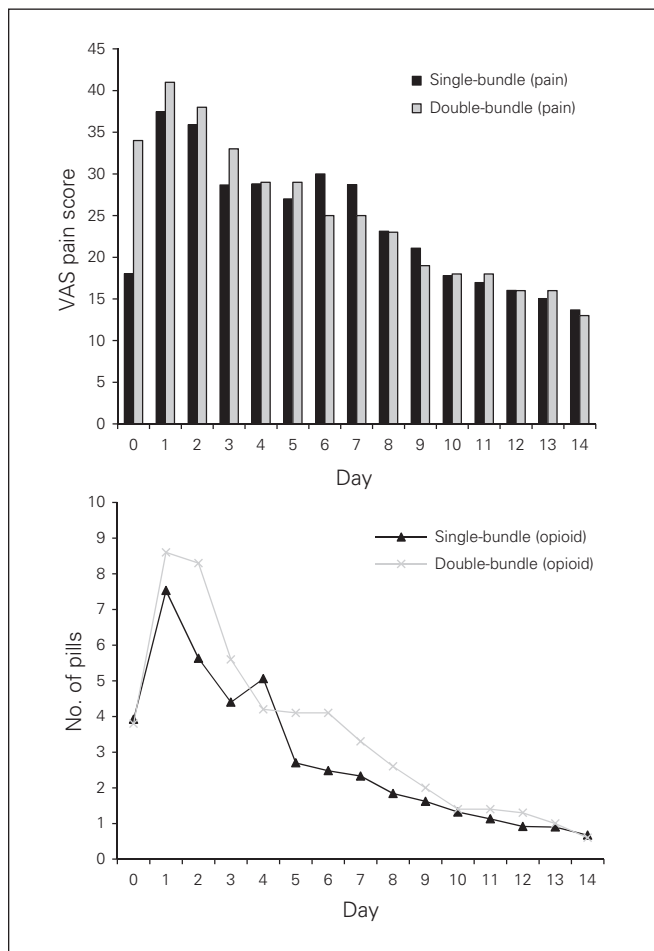 45
40
35
30
25
20
15
10
5
0
VAS pain score
Single-bundle (pain)
Double-bundle (pain)
0 1 2 3 4 5 6 7 8 9 10 11 12 13 14
Day
10
9
8
7
6
5
4
3
2
1
0
No. of pills
Single-bundle (opioid)
Double-bundle (opioid)
0 1 2 3 4 5 6 7 8 9 10 11 12 13 14
Day